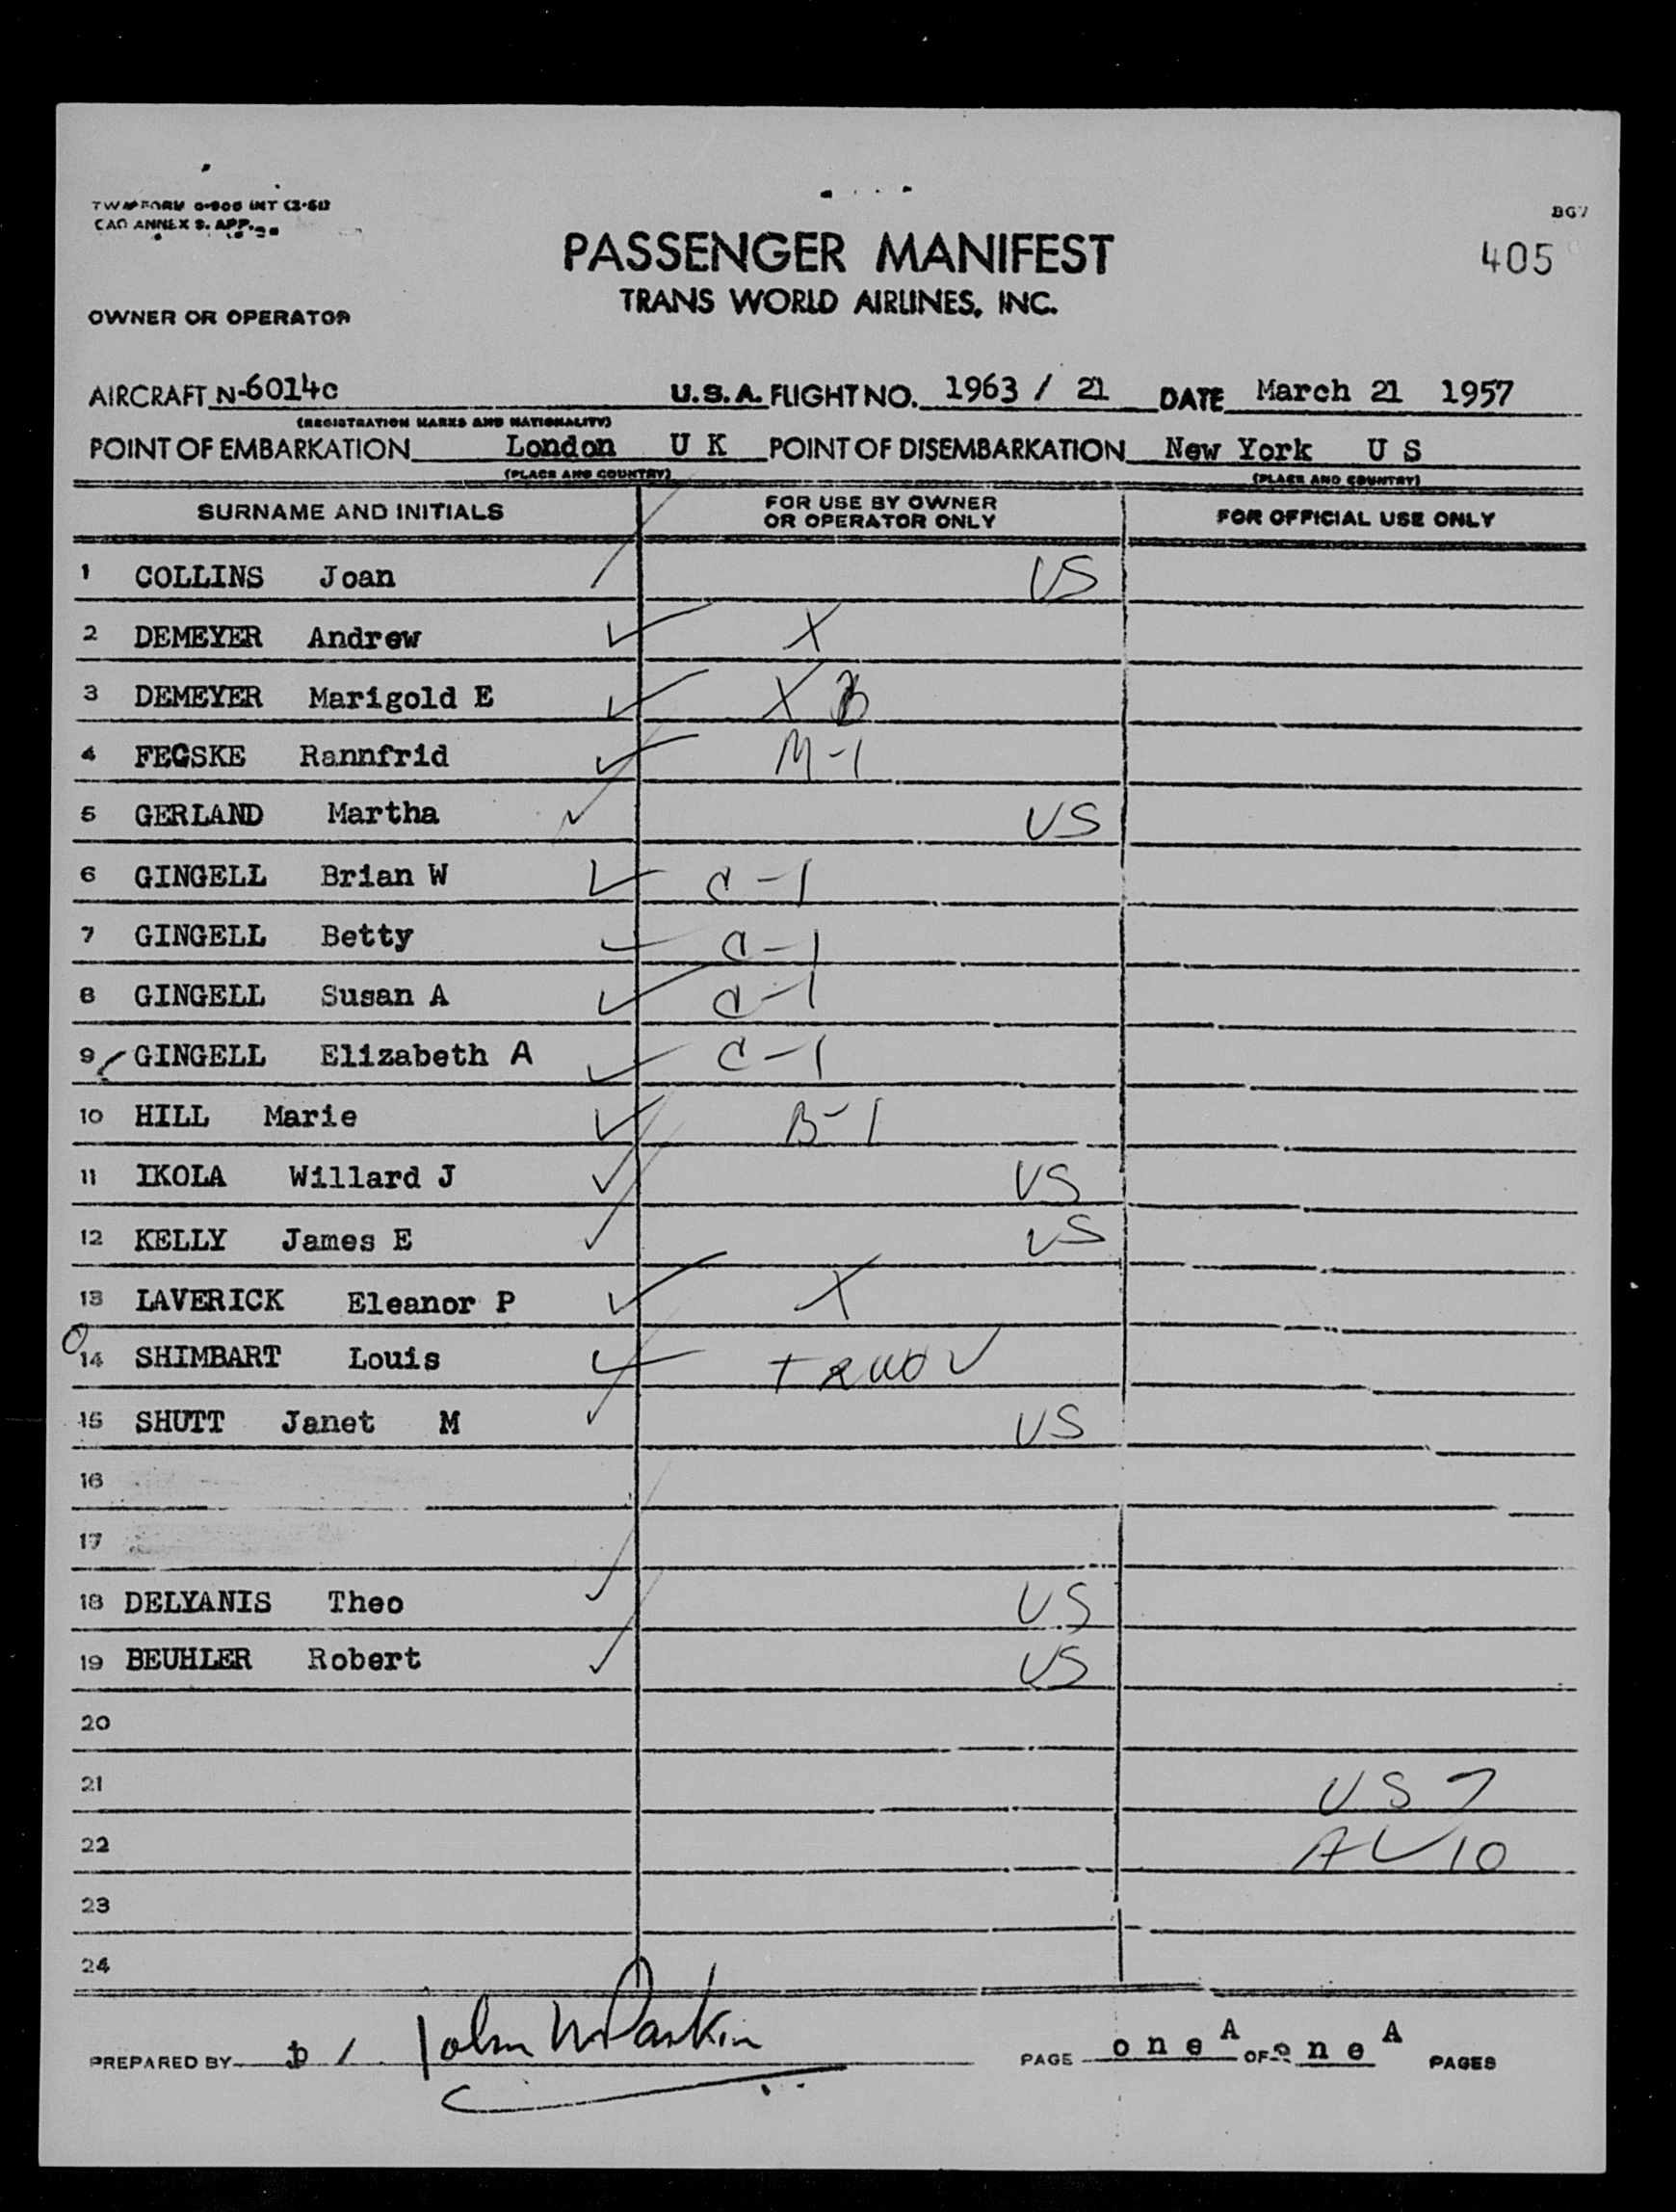 TWA FORM O-900 INT (2-51)
CAO ANNEX 9. APP.
BG7
PASSENGER MANIFEST
405
TRANS WORLD AIRLINES, INC.
OWNER OR OPERATOR
AIRCRAFT N-6014c U.S.A. FLIGHT NO. 1963 / 21 DATE March 21 1957
(REGISTRATION MARKS AND NATIONALITY)
POINT OF EMBARKATION London U K POINT OF DISEMBARKATION New York U S
(PLACE AND COUNTRY) (PLACE AND COUNTRY)
SURNAME AND INITIALS FOR USE BY OWNER OR OPERATOR ONLY FOR OFFICIAL USE ONLY
1 COLLINS Joan US
2 DEMEYER Andrew X
3 DEMEYER Marigold E X B
4 FEGSKE Rannfrid M-1
5 GERLAND Martha US
6 GINGELL Brian W C-1
7 GINGELL Betty C-1
8 GINGELL Susan A C-1
9 GINGELL Elizabeth A C-1
10 HILL Marie B-1
11 IKOLA Willard J US
12 KELLY James E US
13 LAVERICK Eleanor P X
14 SHIMBART Louis
15 SHUTT Janet M US
16
17
18 DELYANIS Theo US
19 BEUHLER Robert US
20
21 US 7
22 AL 10
23
24
PREPARED BY p / John W Parkin PAGE one A OF one A PAGES